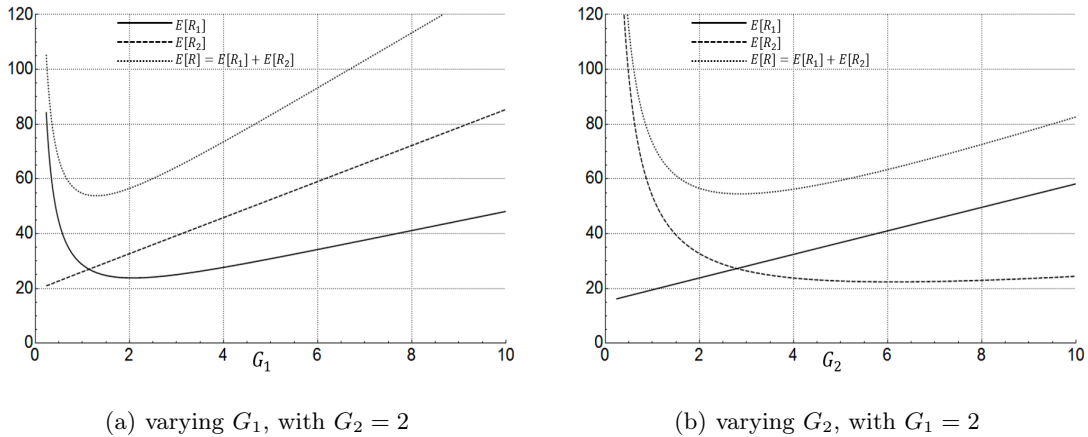 120
100
80
60
40
20
0
E[R₁]
E[R₂]
E[R] = E[R₁] + E[R₂]
0 2 4 6 8 10
G₁
(a) varying G₁, with G₂ = 2
120
100
80
60
40
20
0
E[R₁]
E[R₂]
E[R] = E[R₁] + E[R₂]
0 2 4 6 8 10
G₂
(b) varying G₂, with G₁ = 2